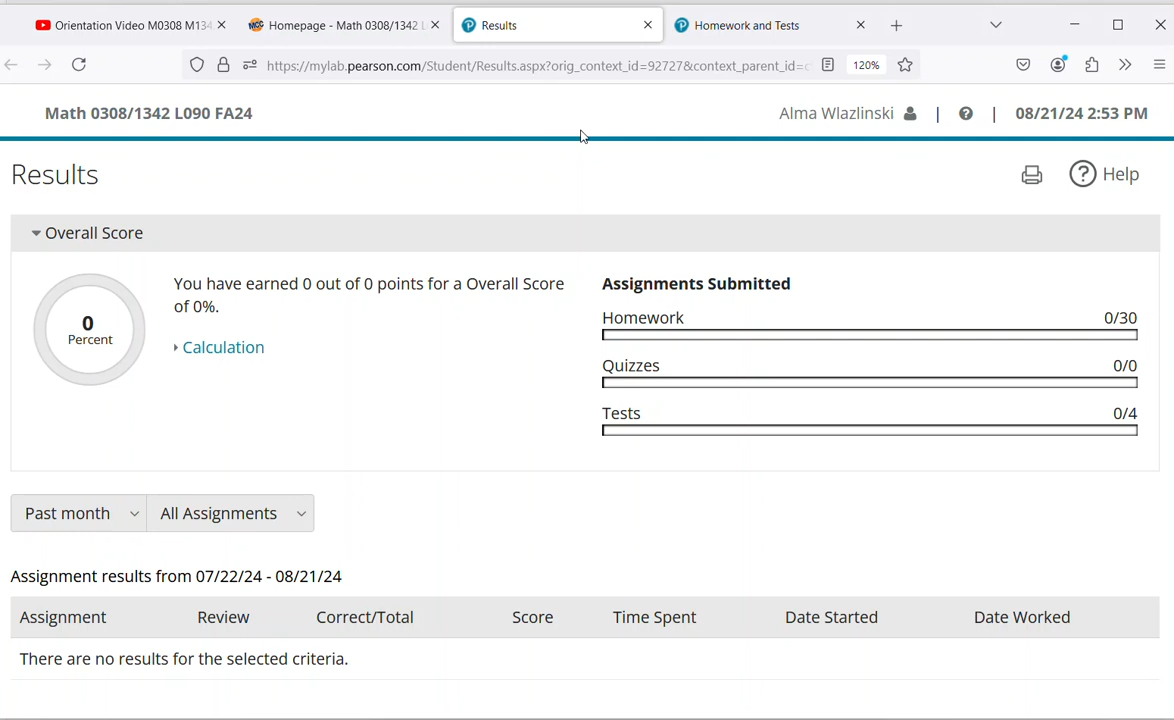 Orientation Video M0308 M134
Homepage - Math 0308/1342 L
Results
Homework and Tests
https://mylab.pearson.com/Student/Results.aspx?orig_context_id=92727&context_parent_id=c
120%
Math 0308/1342 L090 FA24
Alma Wlazlinski | ? | 08/21/24 2:53 PM
Results
? Help
Overall Score
0
Percent
You have earned 0 out of 0 points for a Overall Score
of 0%.
Calculation
Assignments Submitted
Homework 0/30
Quizzes 0/0
Tests 0/4
Past month
All Assignments
Assignment results from 07/22/24 - 08/21/24
Assignment Review Correct/Total Score Time Spent Date Started Date Worked
There are no results for the selected criteria.